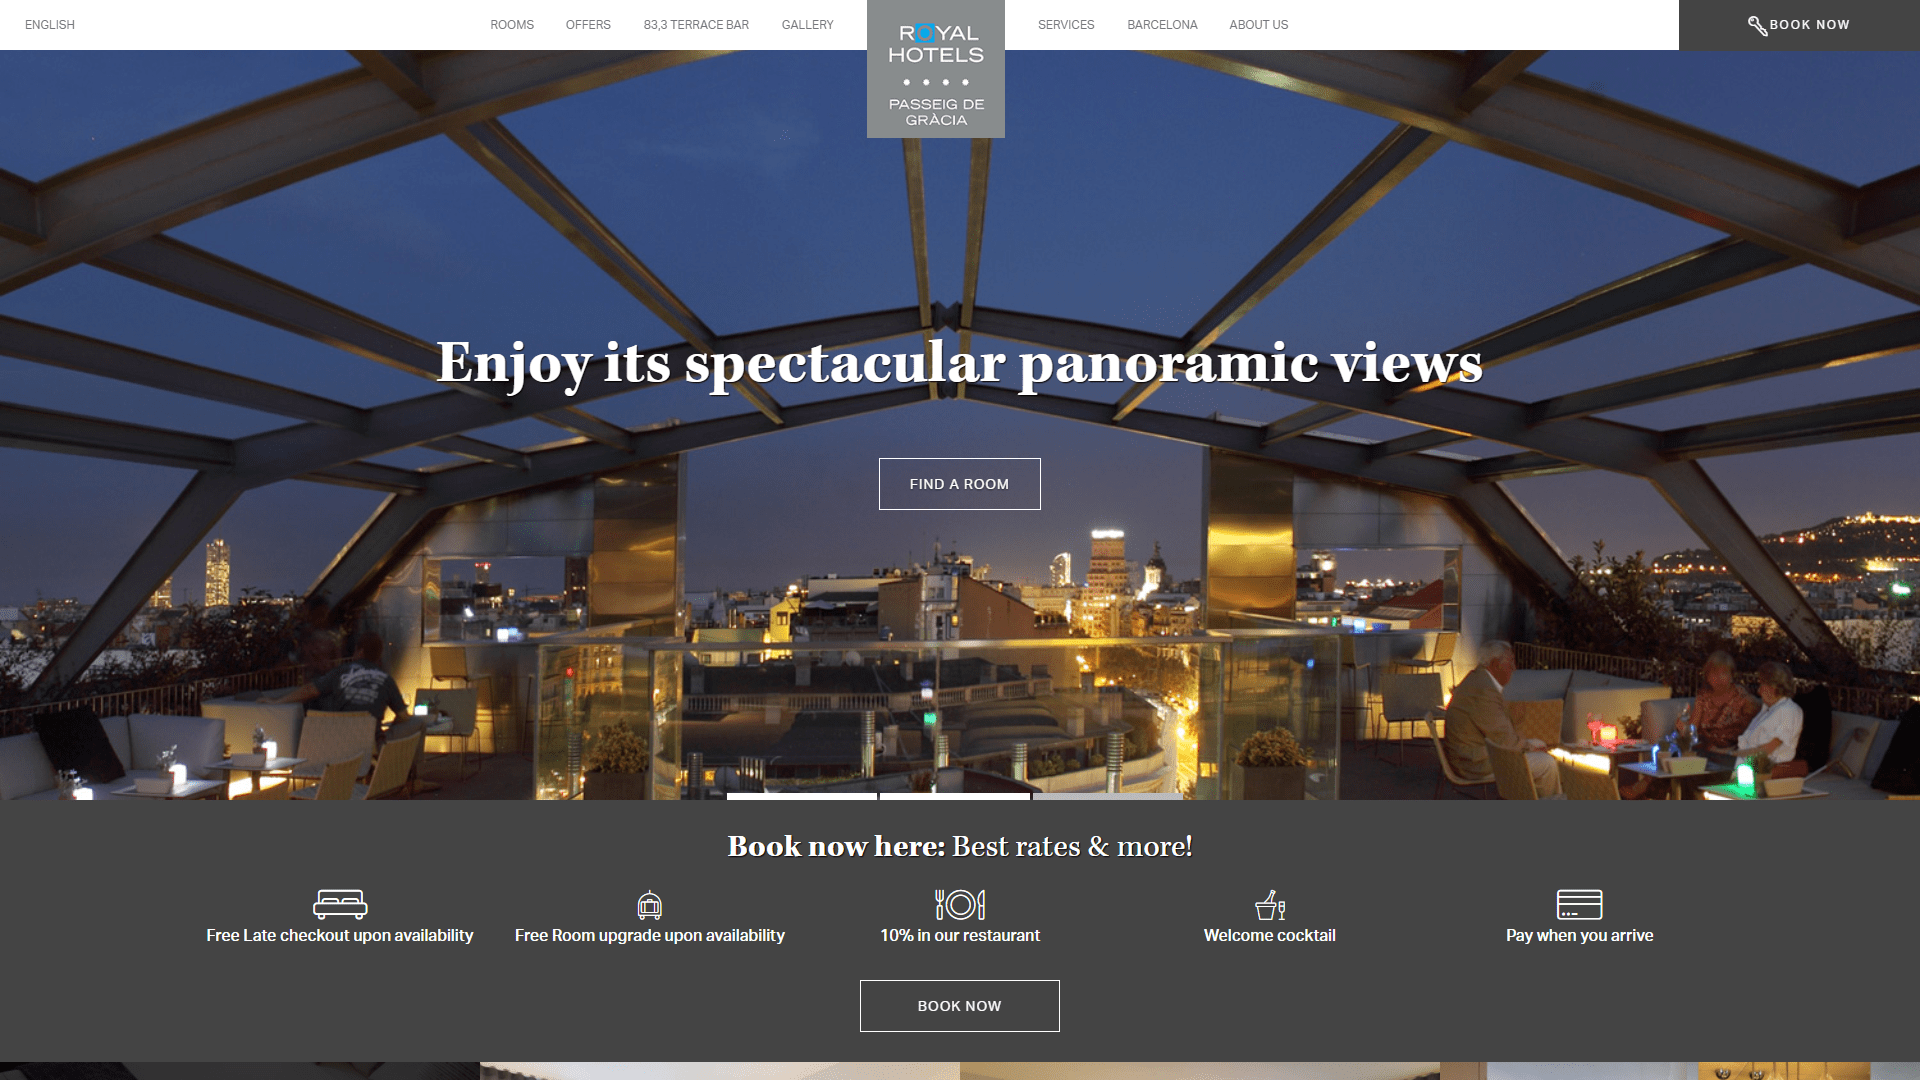 ENGLISH
ROOMS
OFFERS
83,3 TERRACE BAR
GALLERY
ROYAL
HOTELS
PASSEIG DE
GRÀCIA
SERVICES
BARCELONA
ABOUT US
BOOK NOW
Enjoy its spectacular panoramic views
FIND A ROOM
Book now here: Best rates & more!
Free Late checkout upon availability
Free Room upgrade upon availability
10% in our restaurant
Welcome cocktail
Pay when you arrive
BOOK NOW